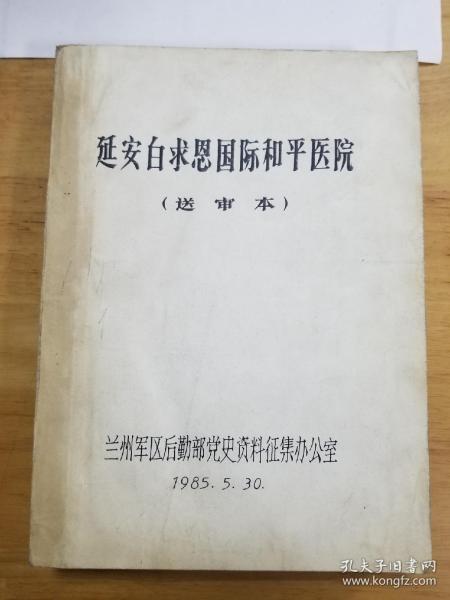 延安白求恩国际和平医院
（送审本）
兰州军区后勤部党史资料征集办公室
1985.5.30.
孔夫子旧书网
www.kongfz.com